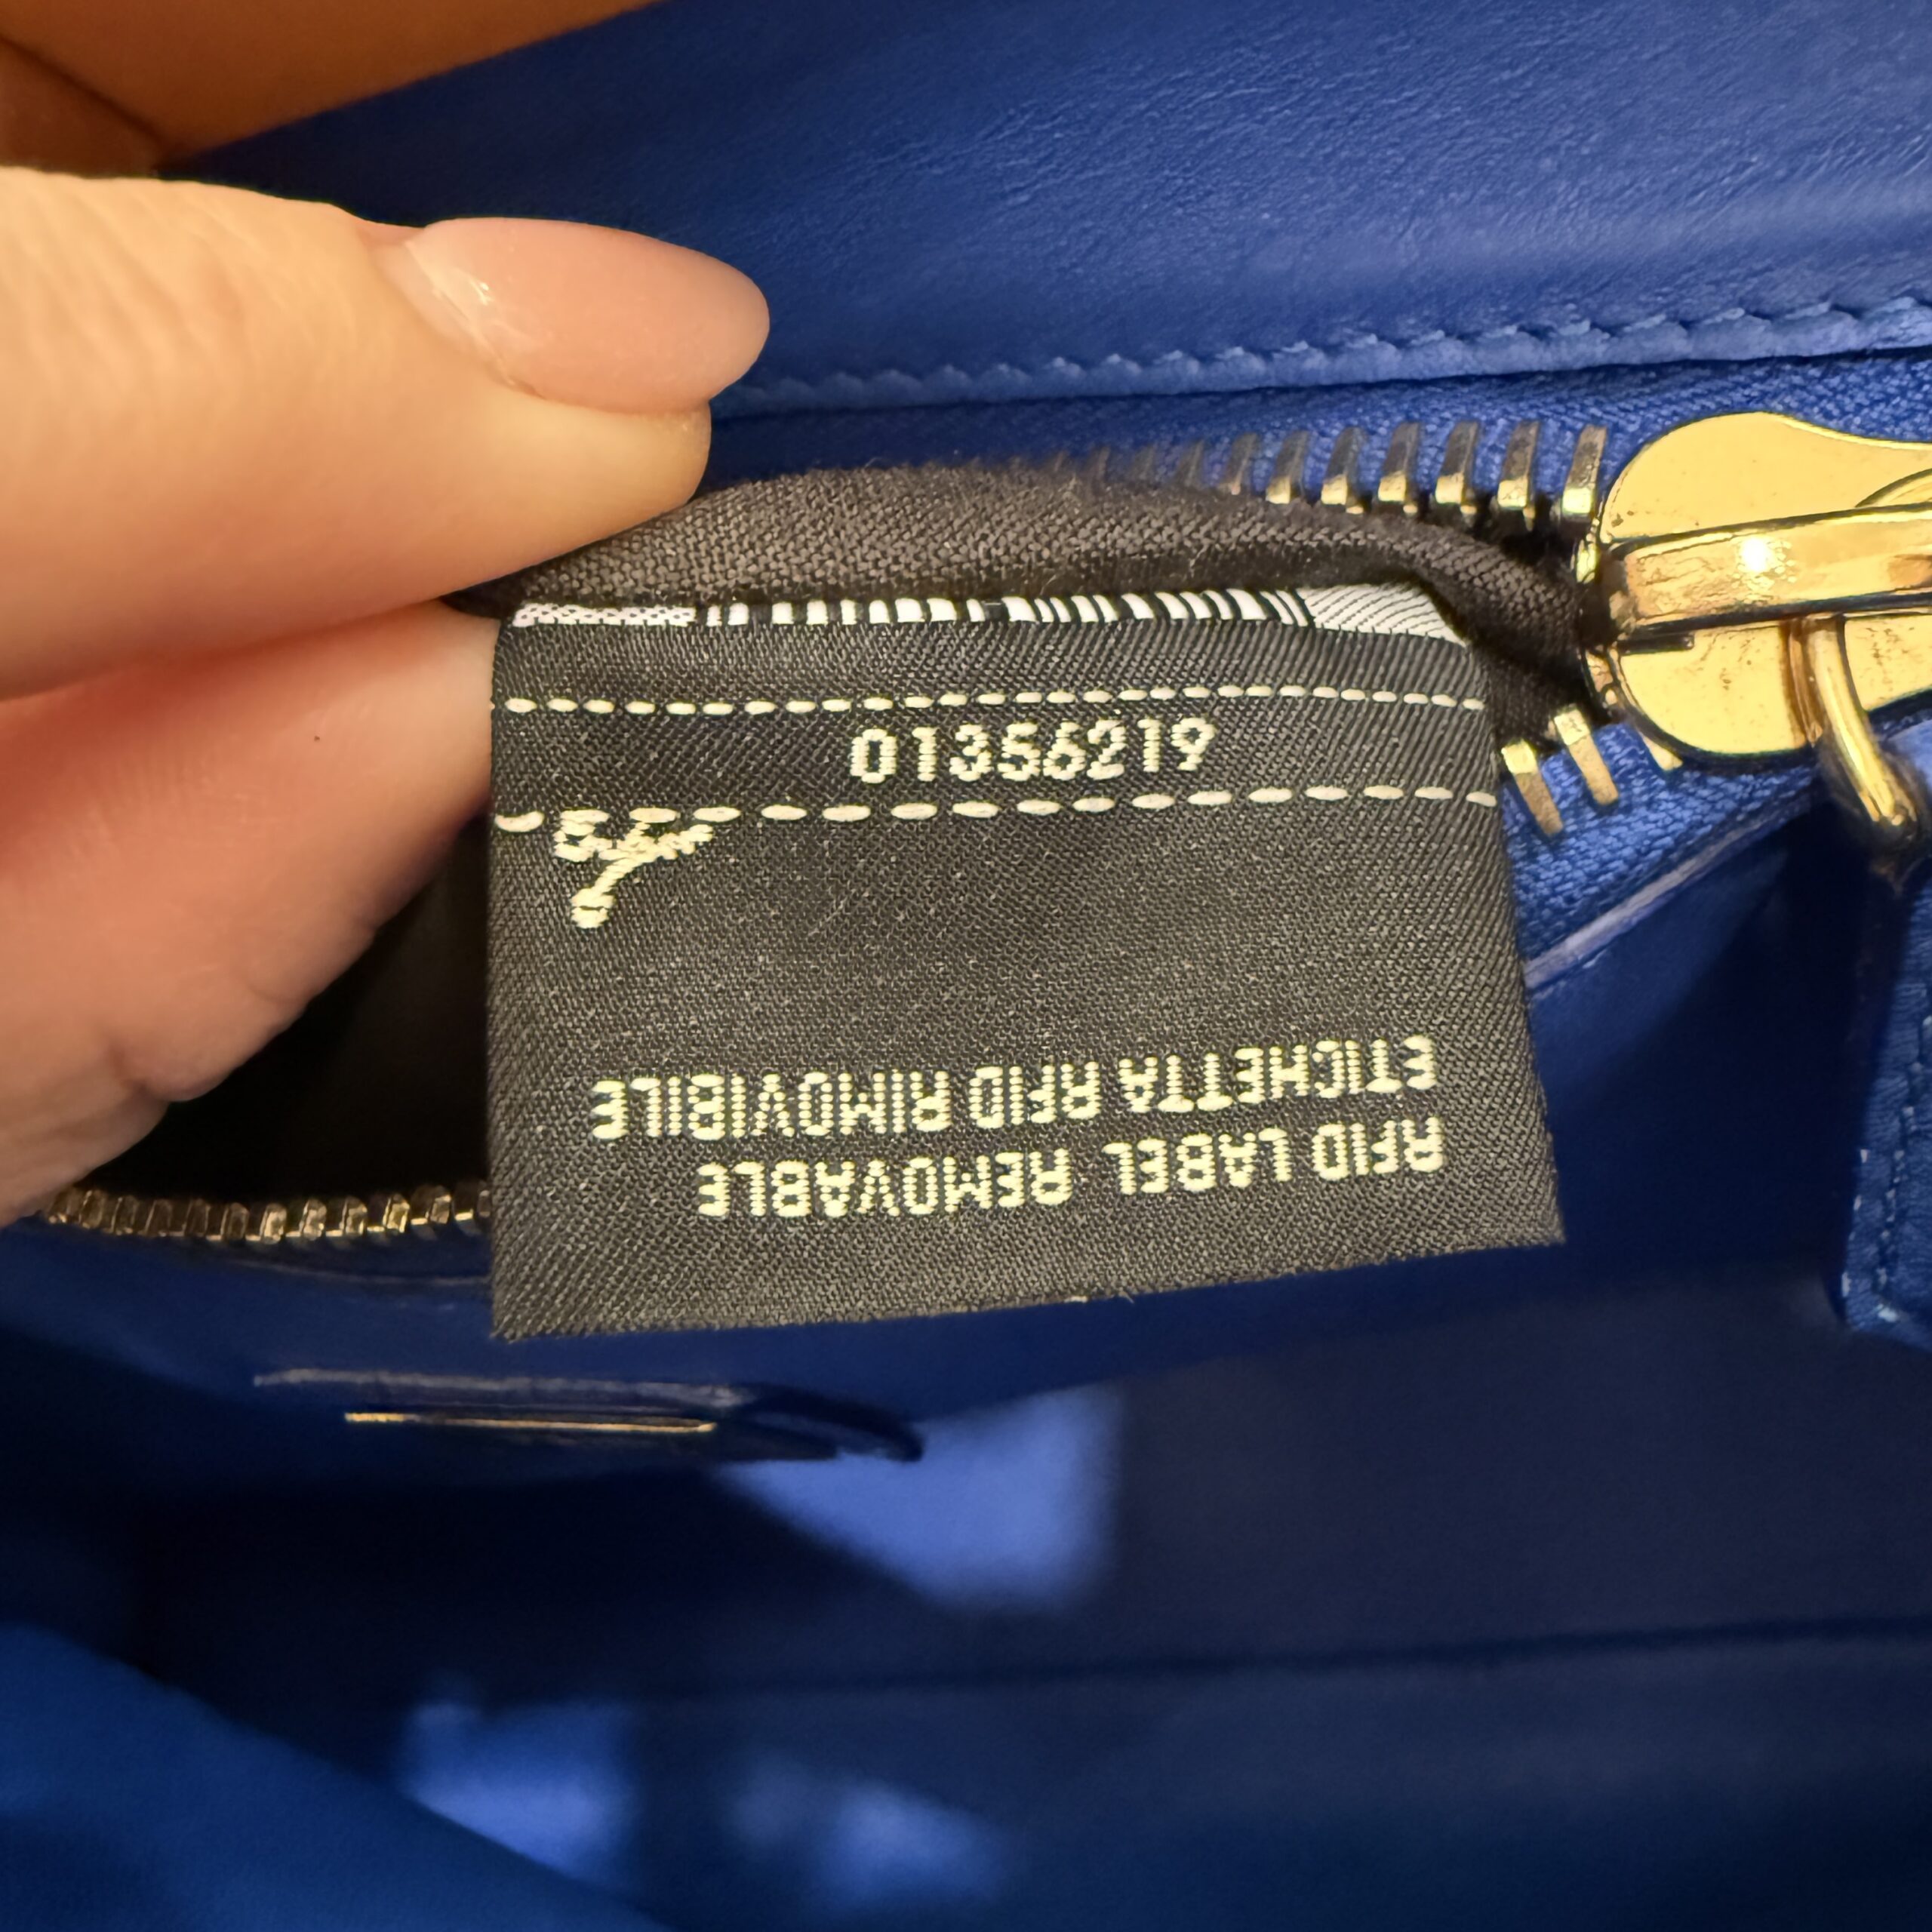 01356219
RFID LABEL REMOVABLE
ETICHETTA RFID RIMOVIBILE